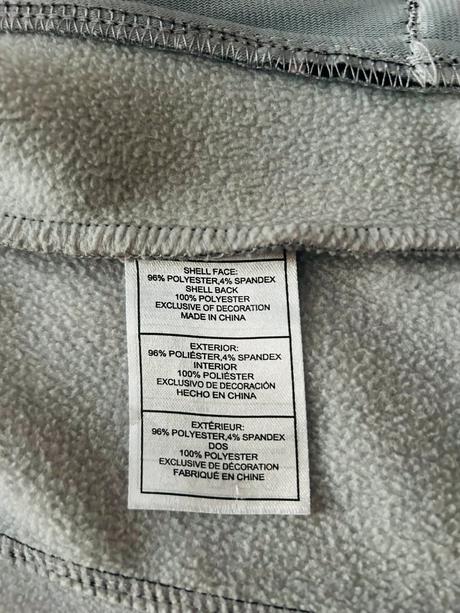 SHELL FACE:
96% POLYESTER,4% SPANDEX
SHELL BACK
100% POLYESTER
EXCLUSIVE OF DECORATION
MADE IN CHINA
EXTERIOR:
96% POLIÉSTER,4% SPANDEX
INTERIOR
100% POLIÉSTER
EXCLUSIVO DE DECORACIÓN
HECHO EN CHINA
EXTÉRIEUR:
96% POLYESTER,4% SPANDEX
DOS
100% POLYESTER
EXCLUSIVE DE DÉCORATION
FABRIQUÉ EN CHINE